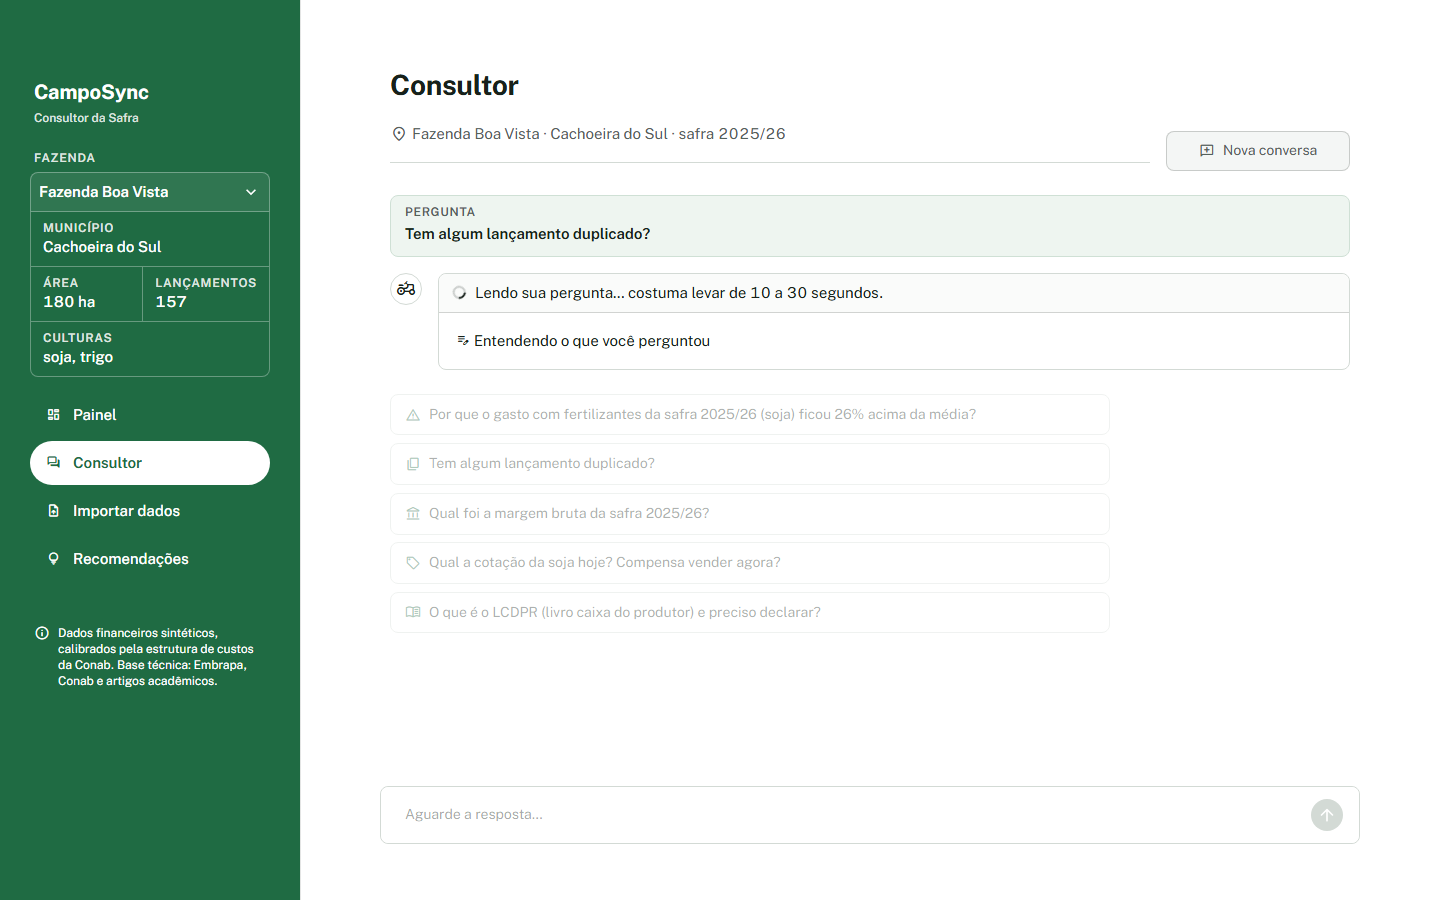 CampoSync
Consultor da Safra
FAZENDA
Fazenda Boa Vista
MUNICÍPIO
Cachoeira do Sul
ÁREA
180 ha
LANÇAMENTOS
157
CULTURAS
soja, trigo
Painel
Consultor
Importar dados
Recomendações
Dados financeiros sintéticos,
calibrados pela estrutura de custos
da Conab. Base técnica: Embrapa,
Conab e artigos acadêmicos.
Consultor
Fazenda Boa Vista · Cachoeira do Sul · safra 2025/26
Nova conversa
PERGUNTA
Tem algum lançamento duplicado?
Lendo sua pergunta... costuma levar de 10 a 30 segundos.
Entendendo o que você perguntou
Por que o gasto com fertilizantes da safra 2025/26 (soja) ficou 26% acima da média?
Tem algum lançamento duplicado?
Qual foi a margem bruta da safra 2025/26?
Qual a cotação da soja hoje? Compensa vender agora?
O que é o LCDPR (livro caixa do produtor) e preciso declarar?
Aguarde a resposta...